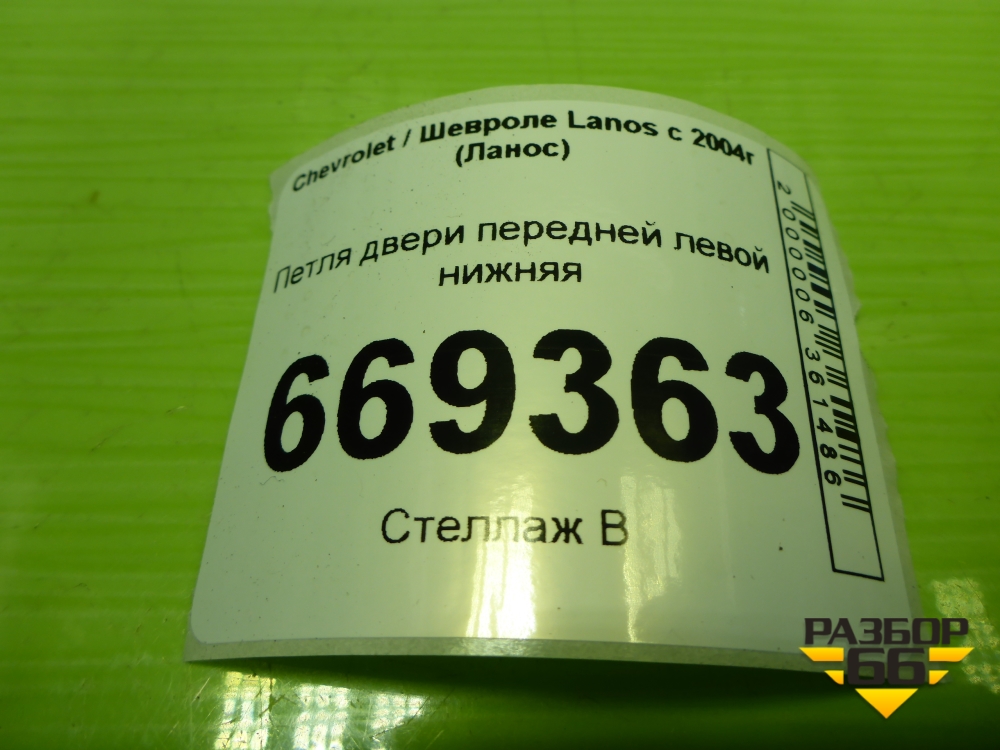 Chevrolet / Шевроле Lanos с 2004г
(Ланос)
Петля двери передней левой
нижняя
669363
Стеллаж В
2000006361486
РАЗБОР
66